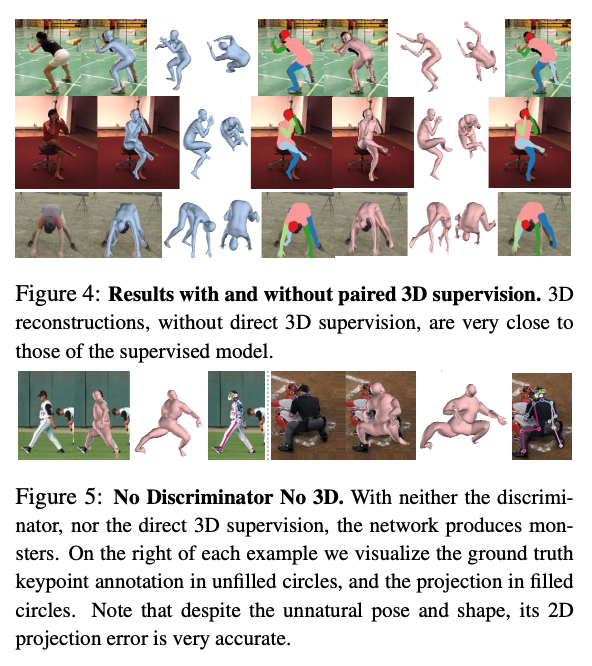 Figure 4: Results with and without paired 3D supervision. 3D
reconstructions, without direct 3D supervision, are very close to
those of the supervised model.
Figure 5: No Discriminator No 3D. With neither the discrimi-
nator, nor the direct 3D supervision, the network produces mon-
sters. On the right of each example we visualize the ground truth
keypoint annotation in unfilled circles, and the projection in filled
circles. Note that despite the unnatural pose and shape, its 2D
projection error is very accurate.